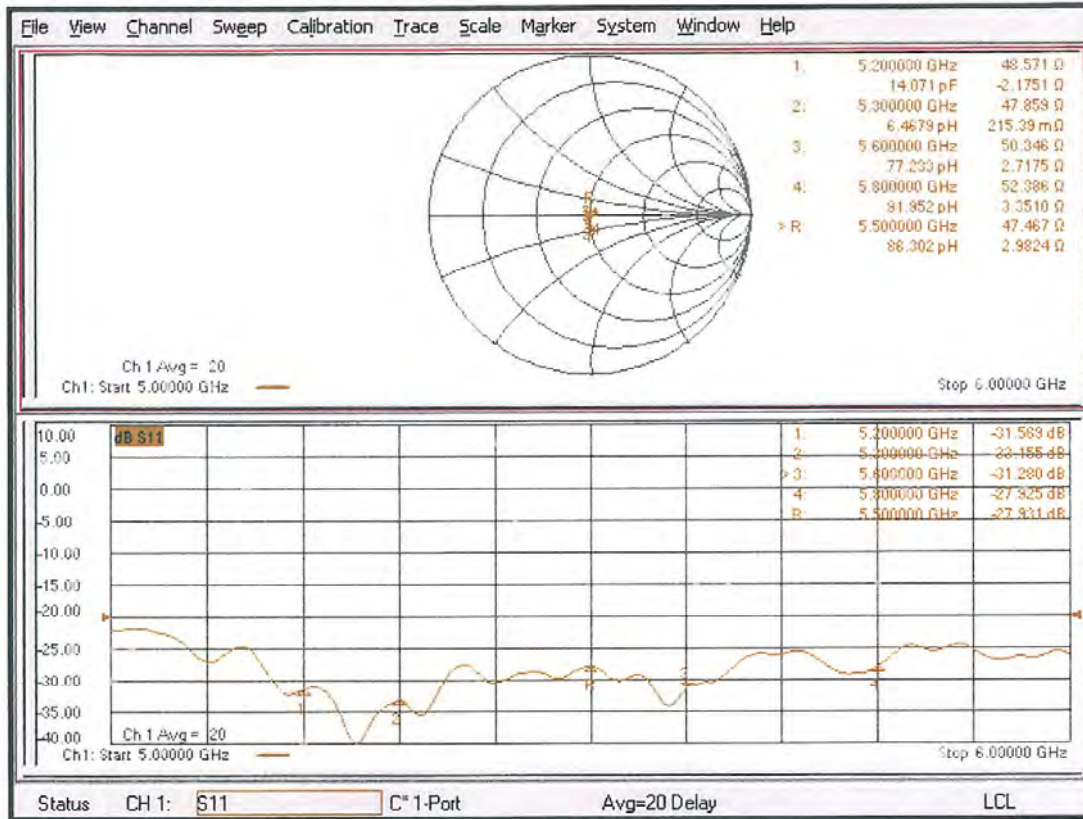 File View Channel Sweep Calibration Trace Scale Marker System Window Help
1: 5.200000 GHz 48.571 Ω
14.071 pF -2.1751 Ω
2: 5.300000 GHz 47.859 Ω
6.4679 pH 215.39 mΩ
3: 5.600000 GHz 50.346 Ω
77.233 pH 2.7175 Ω
4: 5.800000 GHz 52.386 Ω
91.952 pH 3.3510 Ω
> R: 5.500000 GHz 47.467 Ω
86.302 pH 2.9824 Ω
Ch 1 Avg = 20
Ch1: Start 5.00000 GHz
Stop 6.00000 GHz
10.00
5.00
0.00
-5.00
-10.00
-15.00
-20.00
-25.00
-30.00
-35.00
-40.00
dB S11
1: 5.200000 GHz -31.569 dB
2: 5.300000 GHz -33.155 dB
> 3: 5.600000 GHz -31.280 dB
4: 5.800000 GHz -27.925 dB
R: 5.500000 GHz -27.931 dB
1
2
R
Ch 1 Avg = 20
Ch1: Start 5.00000 GHz
Stop 6.00000 GHz
Status CH 1: S11 C* 1-Port Avg=20 Delay LCL